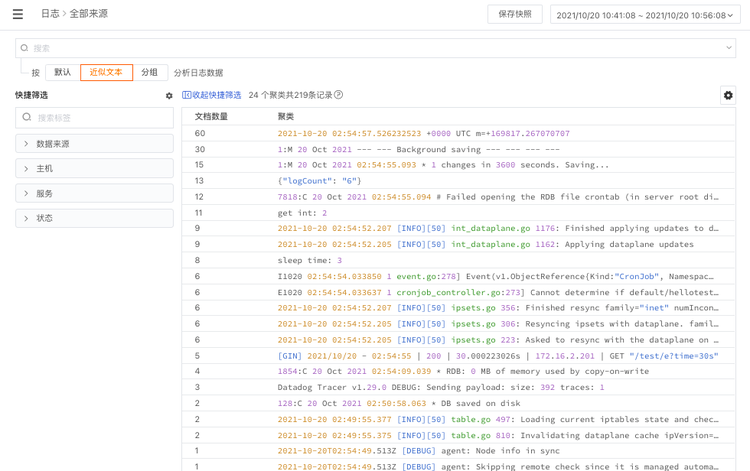 日志 > 全部来源
保存快照
2021/10/20 10:41:08 ~ 2021/10/20 10:56:08
搜索
按 默认 近似文本 分组 分析日志数据
快捷筛选
收起快捷筛选 24 个聚类共219条记录
搜索标签
数据来源
主机
服务
状态
文档数量 聚类
60 2021-10-20 02:54:57.526232523 +0000 UTC m=+169817.267070707
30 1:M 20 Oct 2021 --- --- --- Background saving --- --- --- ---
15 1:M 20 Oct 2021 02:54:55.093 * 1 changes in 3600 seconds. Saving...
13 {"logCount": "6"}
12 7818:C 20 Oct 2021 02:54:55.094 # Failed opening the RDB file crontab (in server root di...
11 get int: 2
9 2021-10-20 02:54:52.207 [INFO][50] int_dataplane.go 1176: Finished applying updates to d...
9 2021-10-20 02:54:52.205 [INFO][50] int_dataplane.go 1162: Applying dataplane updates
8 sleep time: 3
6 I1020 02:54:54.033850 1 event.go:278] Event(v1.ObjectReference{Kind:"CronJob", Namespac...
6 E1020 02:54:54.033637 1 cronjob_controller.go:273] Cannot determine if default/hellotest...
6 2021-10-20 02:54:52.207 [INFO][50] ipsets.go 356: Finished resync family="inet" numIncon...
6 2021-10-20 02:54:52.205 [INFO][50] ipsets.go 306: Resyncing ipsets with dataplane. famil...
6 2021-10-20 02:54:52.205 [INFO][50] ipsets.go 223: Asked to resync with the dataplane on ...
5 [GIN] 2021/10/20 - 02:54:55 | 200 | 30.000223026s | 172.16.2.201 | GET "/test/e?time=30s"
4 1854:C 20 Oct 2021 02:54:09.039 * RDB: 0 MB of memory used by copy-on-write
3 Datadog Tracer v1.29.0 DEBUG: Sending payload: size: 392 traces: 1
2 128:C 20 Oct 2021 02:50:58.063 * DB saved on disk
2 2021-10-20 02:49:55.377 [INFO][50] table.go 497: Loading current iptables state and chec...
2 2021-10-20 02:49:55.375 [INFO][50] table.go 810: Invalidating dataplane cache ipVersion=...
1 2021-10-20T02:54:49.513Z [DEBUG] agent: Node info in sync
1 2021-10-20T02:54:49.513Z [DEBUG] agent: Skipping remote check since it is managed automa...